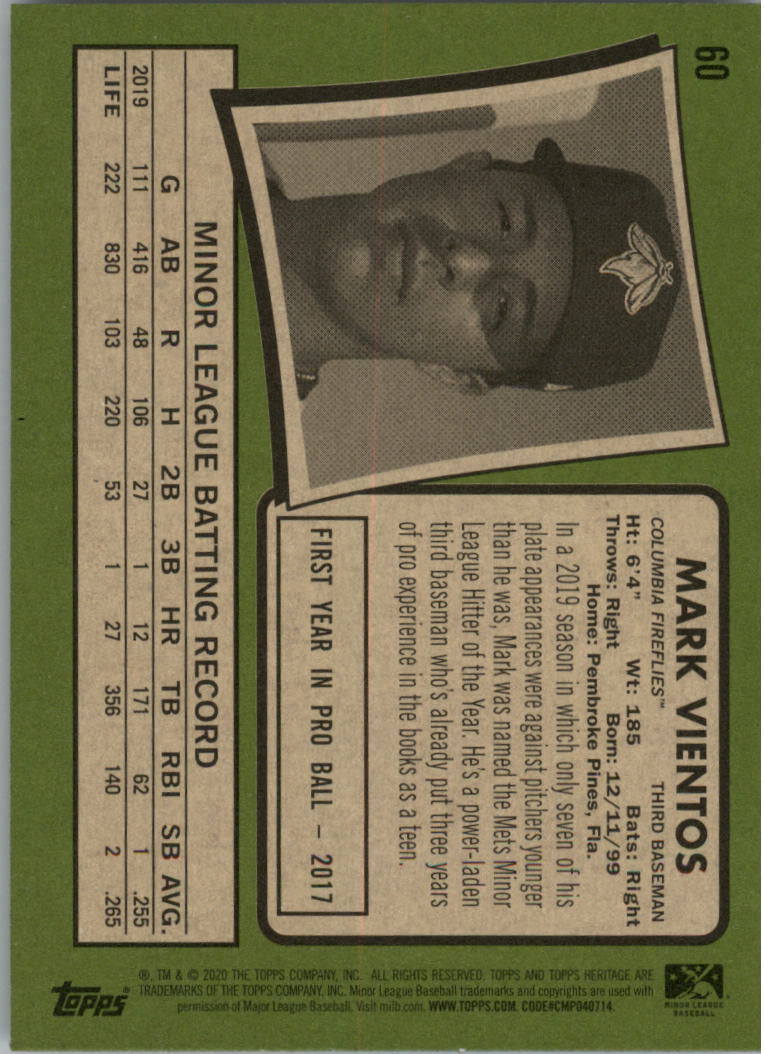 60
MARK VIENTOS
COLUMBIA FIREFLIES™ THIRD BASEMAN
Ht: 6'4" Wt: 185 Bats: Right
Throws: Right Born: 12/11/99
Home: Pembroke Pines, Fla.
In a 2019 season in which only seven of his
plate appearances were against pitchers younger
than he was, Mark was named the Mets Minor
League Hitter of the Year. He's a power-laden
third baseman who's already put three years
of pro experience in the books as a teen.
FIRST YEAR IN PRO BALL – 2017
MINOR LEAGUE BATTING RECORD
G AB R H 2B 3B HR TB RBI SB AVG.
2019 111 416 48 106 27 1 12 171 62 1 .255
LIFE 222 830 103 220 53 1 27 356 140 2 .265
®, TM & © 2020 THE TOPPS COMPANY, INC. ALL RIGHTS RESERVED. TOPPS AND TOPPS HERITAGE ARE
TRADEMARKS OF THE TOPPS COMPANY, INC. Minor League Baseball trademarks and copyrights are used with
permission of Major League Baseball. Visit milb.com. WWW.TOPPS.COM. CODE#CMP040714.
topps®
MINOR LEAGUE
BASEBALL